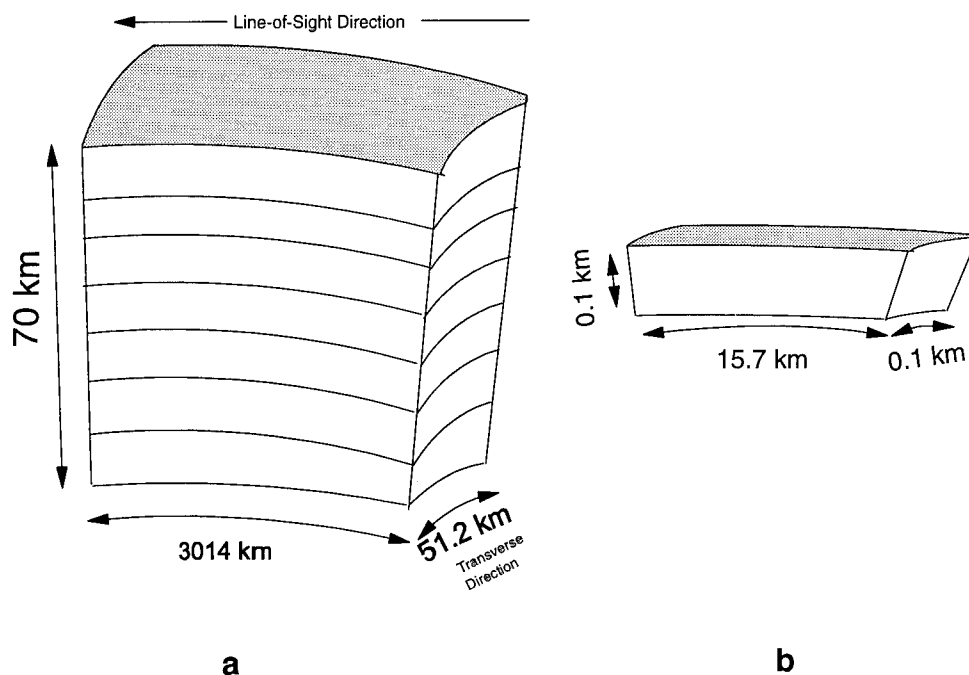 Line-of-Sight Direction
70 km
3014 km
51.2 km
Transverse
Direction
0.1 km
15.7 km
0.1 km
a
b